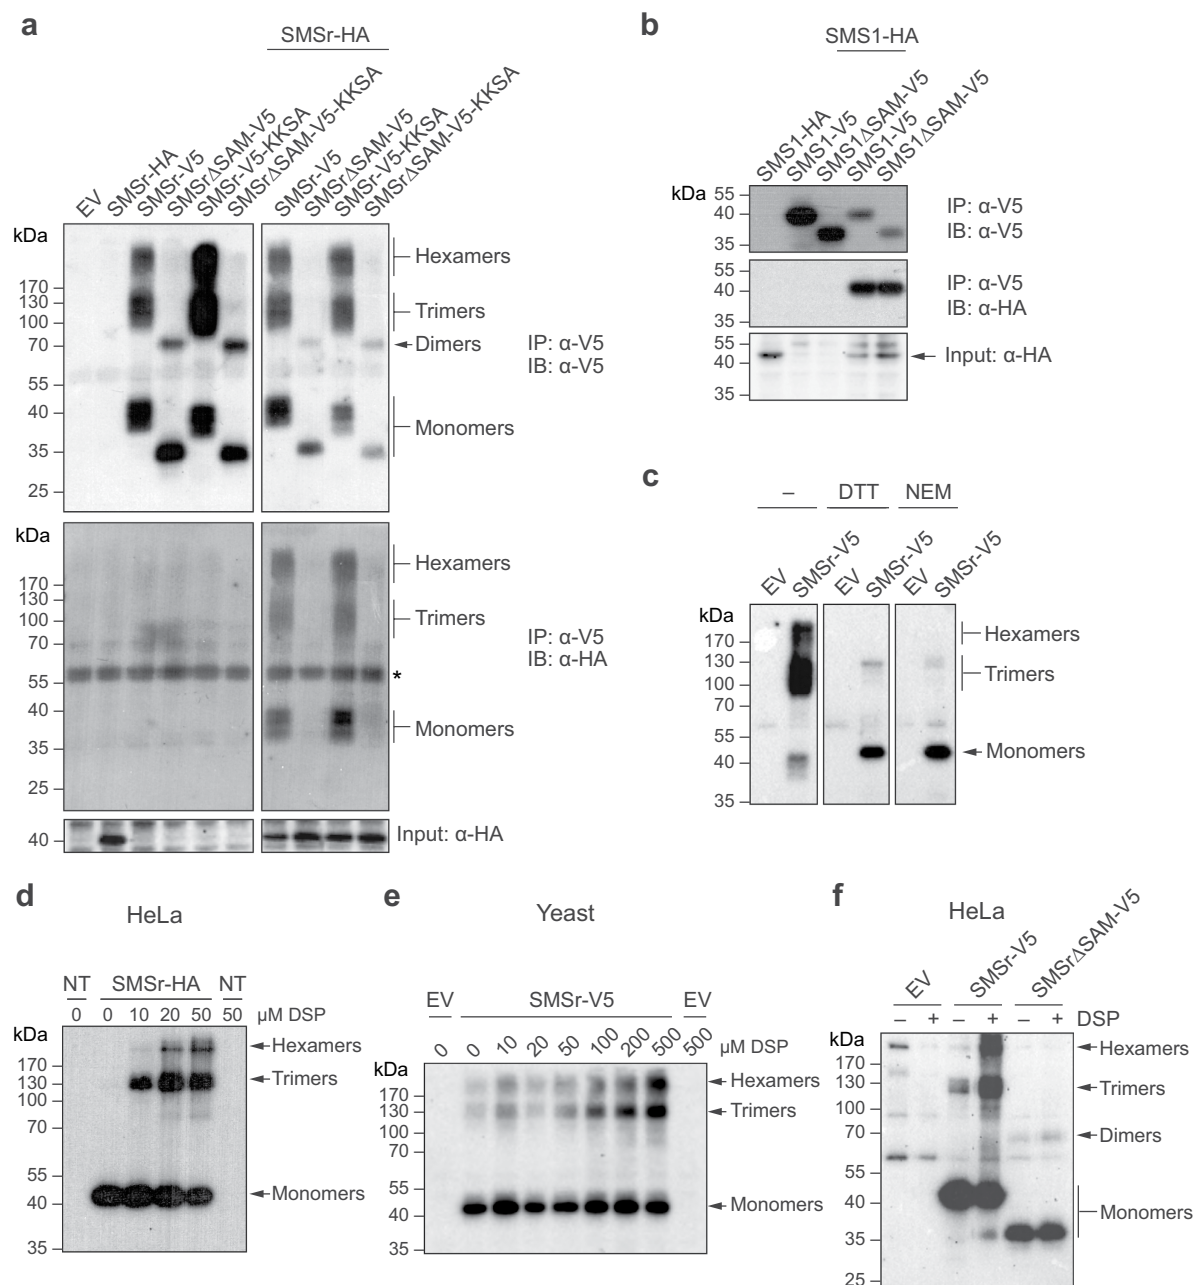 a
SMSr-HA
EV
SMSr-HA
SMSr-V5
SMSrΔSAM-V5
SMSr-V5-KKSA
SMSrΔSAM-V5-KKSA
SMSr-V5
SMSrΔSAM-V5
SMSr-V5-KKSA
SMSrΔSAM-V5-KKSA
kDa
170
130
100
70
55
40
35
25
Hexamers
Trimers
Dimers
Monomers
IP: α-V5
IB: α-V5
kDa
170
130
100
70
55
40
35
25
Hexamers
Trimers
*
Monomers
IP: α-V5
IB: α-HA
40
Input: α-HA
b
SMS1-HA
SMS1-HA
SMS1-V5
SMS1ΔSAM-V5
SMS1-V5
SMS1ΔSAM-V5
kDa
55
40
35
IP: α-V5
IB: α-V5
55
40
35
IP: α-V5
IB: α-HA
55
40
35
Input: α-HA
c
– DTT NEM
EV
SMSr-V5
EV
SMSr-V5
EV
SMSr-V5
kDa
170
130
100
70
55
40
35
Hexamers
Trimers
Monomers
d
HeLa
NT SMSr-HA NT
0 0 10 20 50 50 μM DSP
kDa
170
130
100
70
55
40
35
Hexamers
Trimers
Monomers
e
Yeast
EV SMSr-V5 EV
0 0 10 20 50 100 200 500 500 μM DSP
kDa
170
130
100
70
55
40
35
Hexamers
Trimers
Monomers
f
HeLa
EV
SMSr-V5
SMSrΔSAM-V5
– + – + – + DSP
kDa
170
130
100
70
55
40
35
25
Hexamers
Trimers
Dimers
Monomers